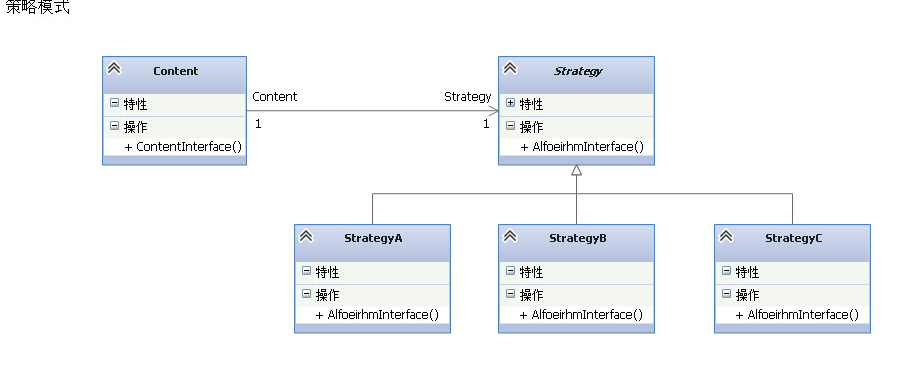 策略模式
Content
特性
操作
+ ContentInterface()
Content
1
Strategy
1
Strategy
特性
操作
+ AlfoeirhmInterface()
StrategyA
特性
操作
+ AlfoeirhmInterface()
StrategyB
特性
操作
+ AlfoeirhmInterface()
StrategyC
特性
操作
+ AlfoeirhmInterface()